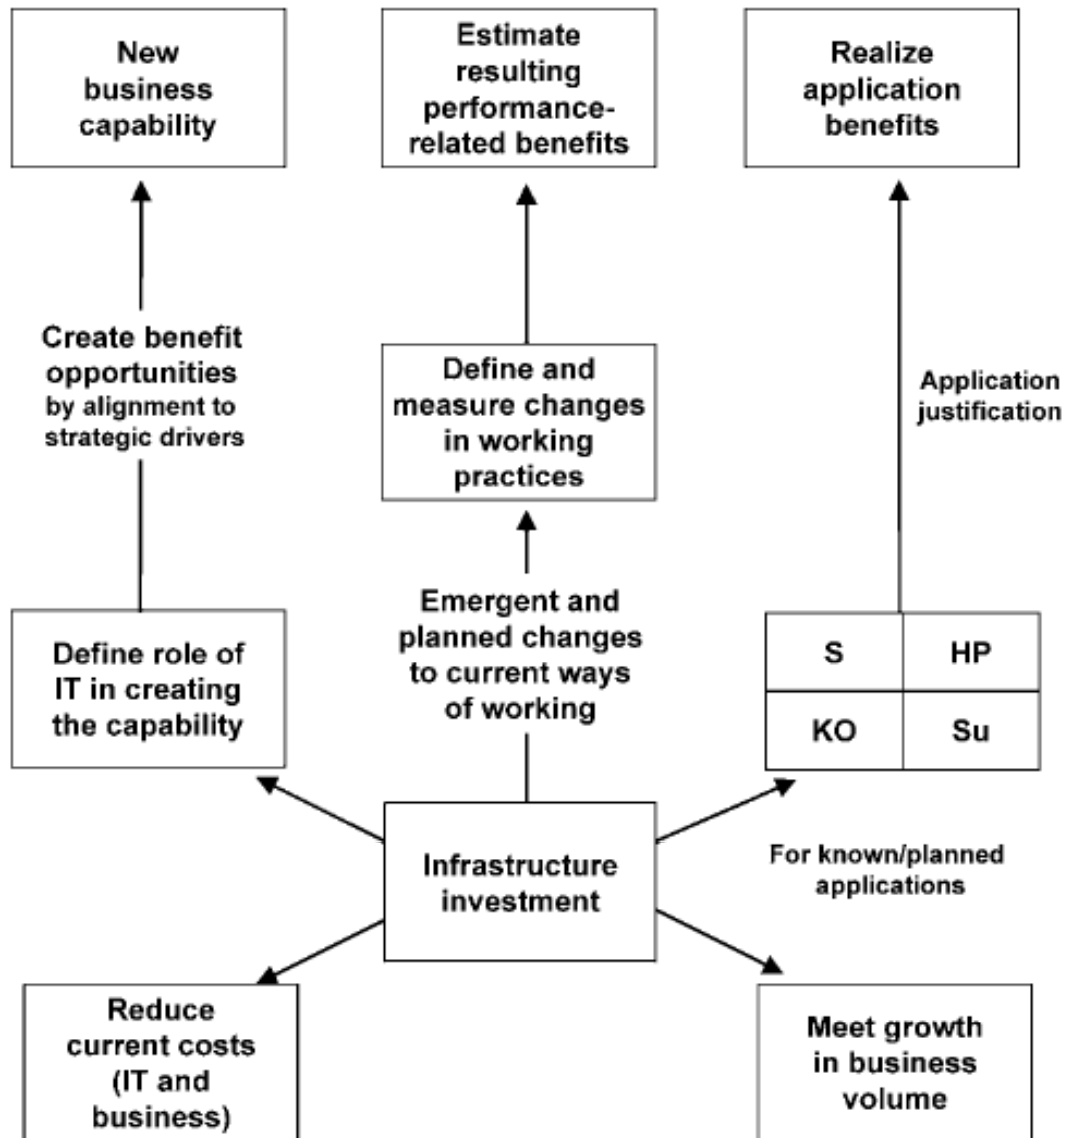 New
business
capability
Estimate
resulting
performance-
related benefits
Realize
application
benefits
Create benefit
opportunities
by alignment to
strategic drivers
Define and
measure changes
in working
practices
Application
justification
Define role of
IT in creating
the capability
Emergent and
planned changes
to current ways
of working
S
HP
KO
Su
Infrastructure
investment
For known/planned
applications
Reduce
current costs
(IT and
business)
Meet growth
in business
volume